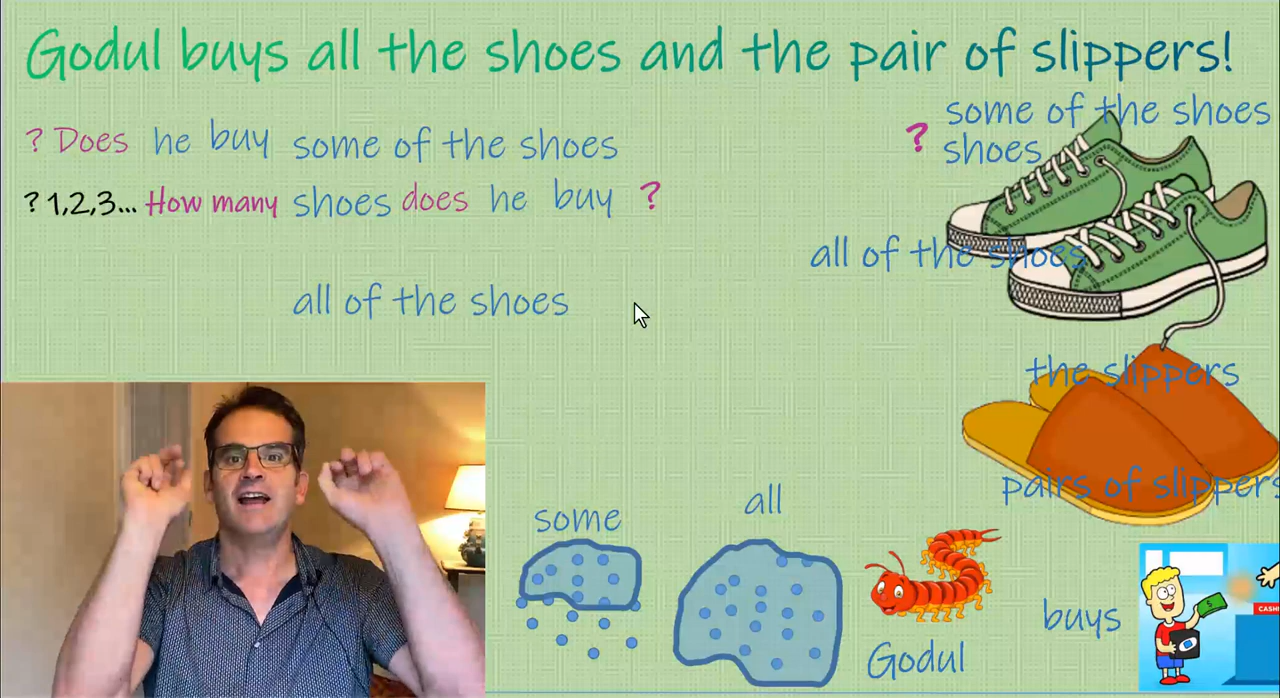 Godul buys all the shoes and the pair of slippers!
? Does he buy some of the shoes
? 1,2,3... How many shoes does he buy ?
all of the shoes
some of the shoes
? shoes
all of the shoes
the slippers
pairs of slippers
some
all
Godul
buys
$
CASHI